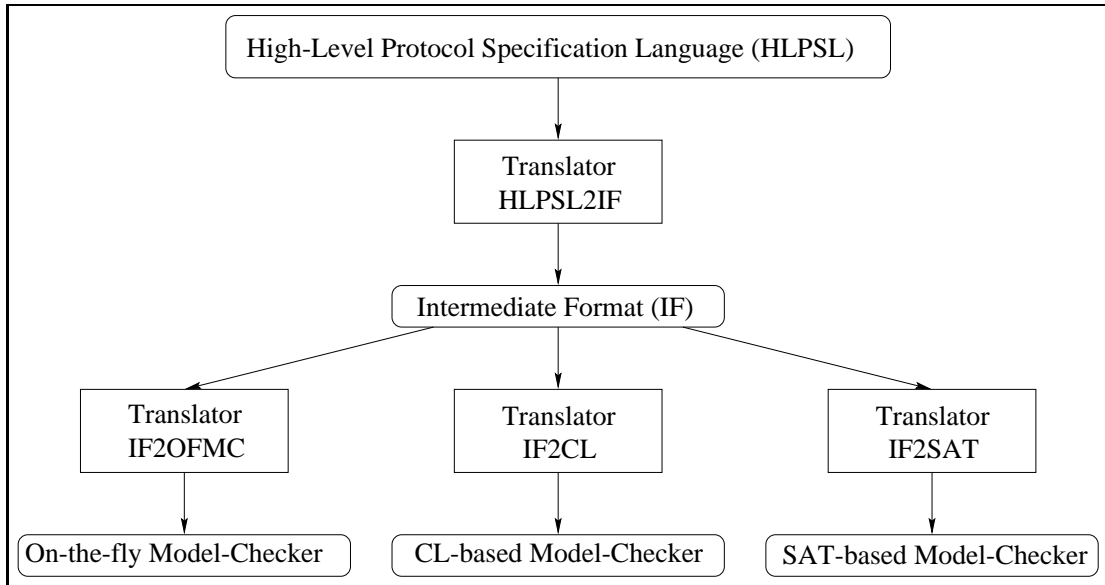 High-Level Protocol Specification Language (HLPSL)
Translator
HLPSL2IF
Intermediate Format (IF)
Translator
IF2OFMC
Translator
IF2CL
Translator
IF2SAT
On-the-fly Model-Checker
CL-based Model-Checker
SAT-based Model-Checker